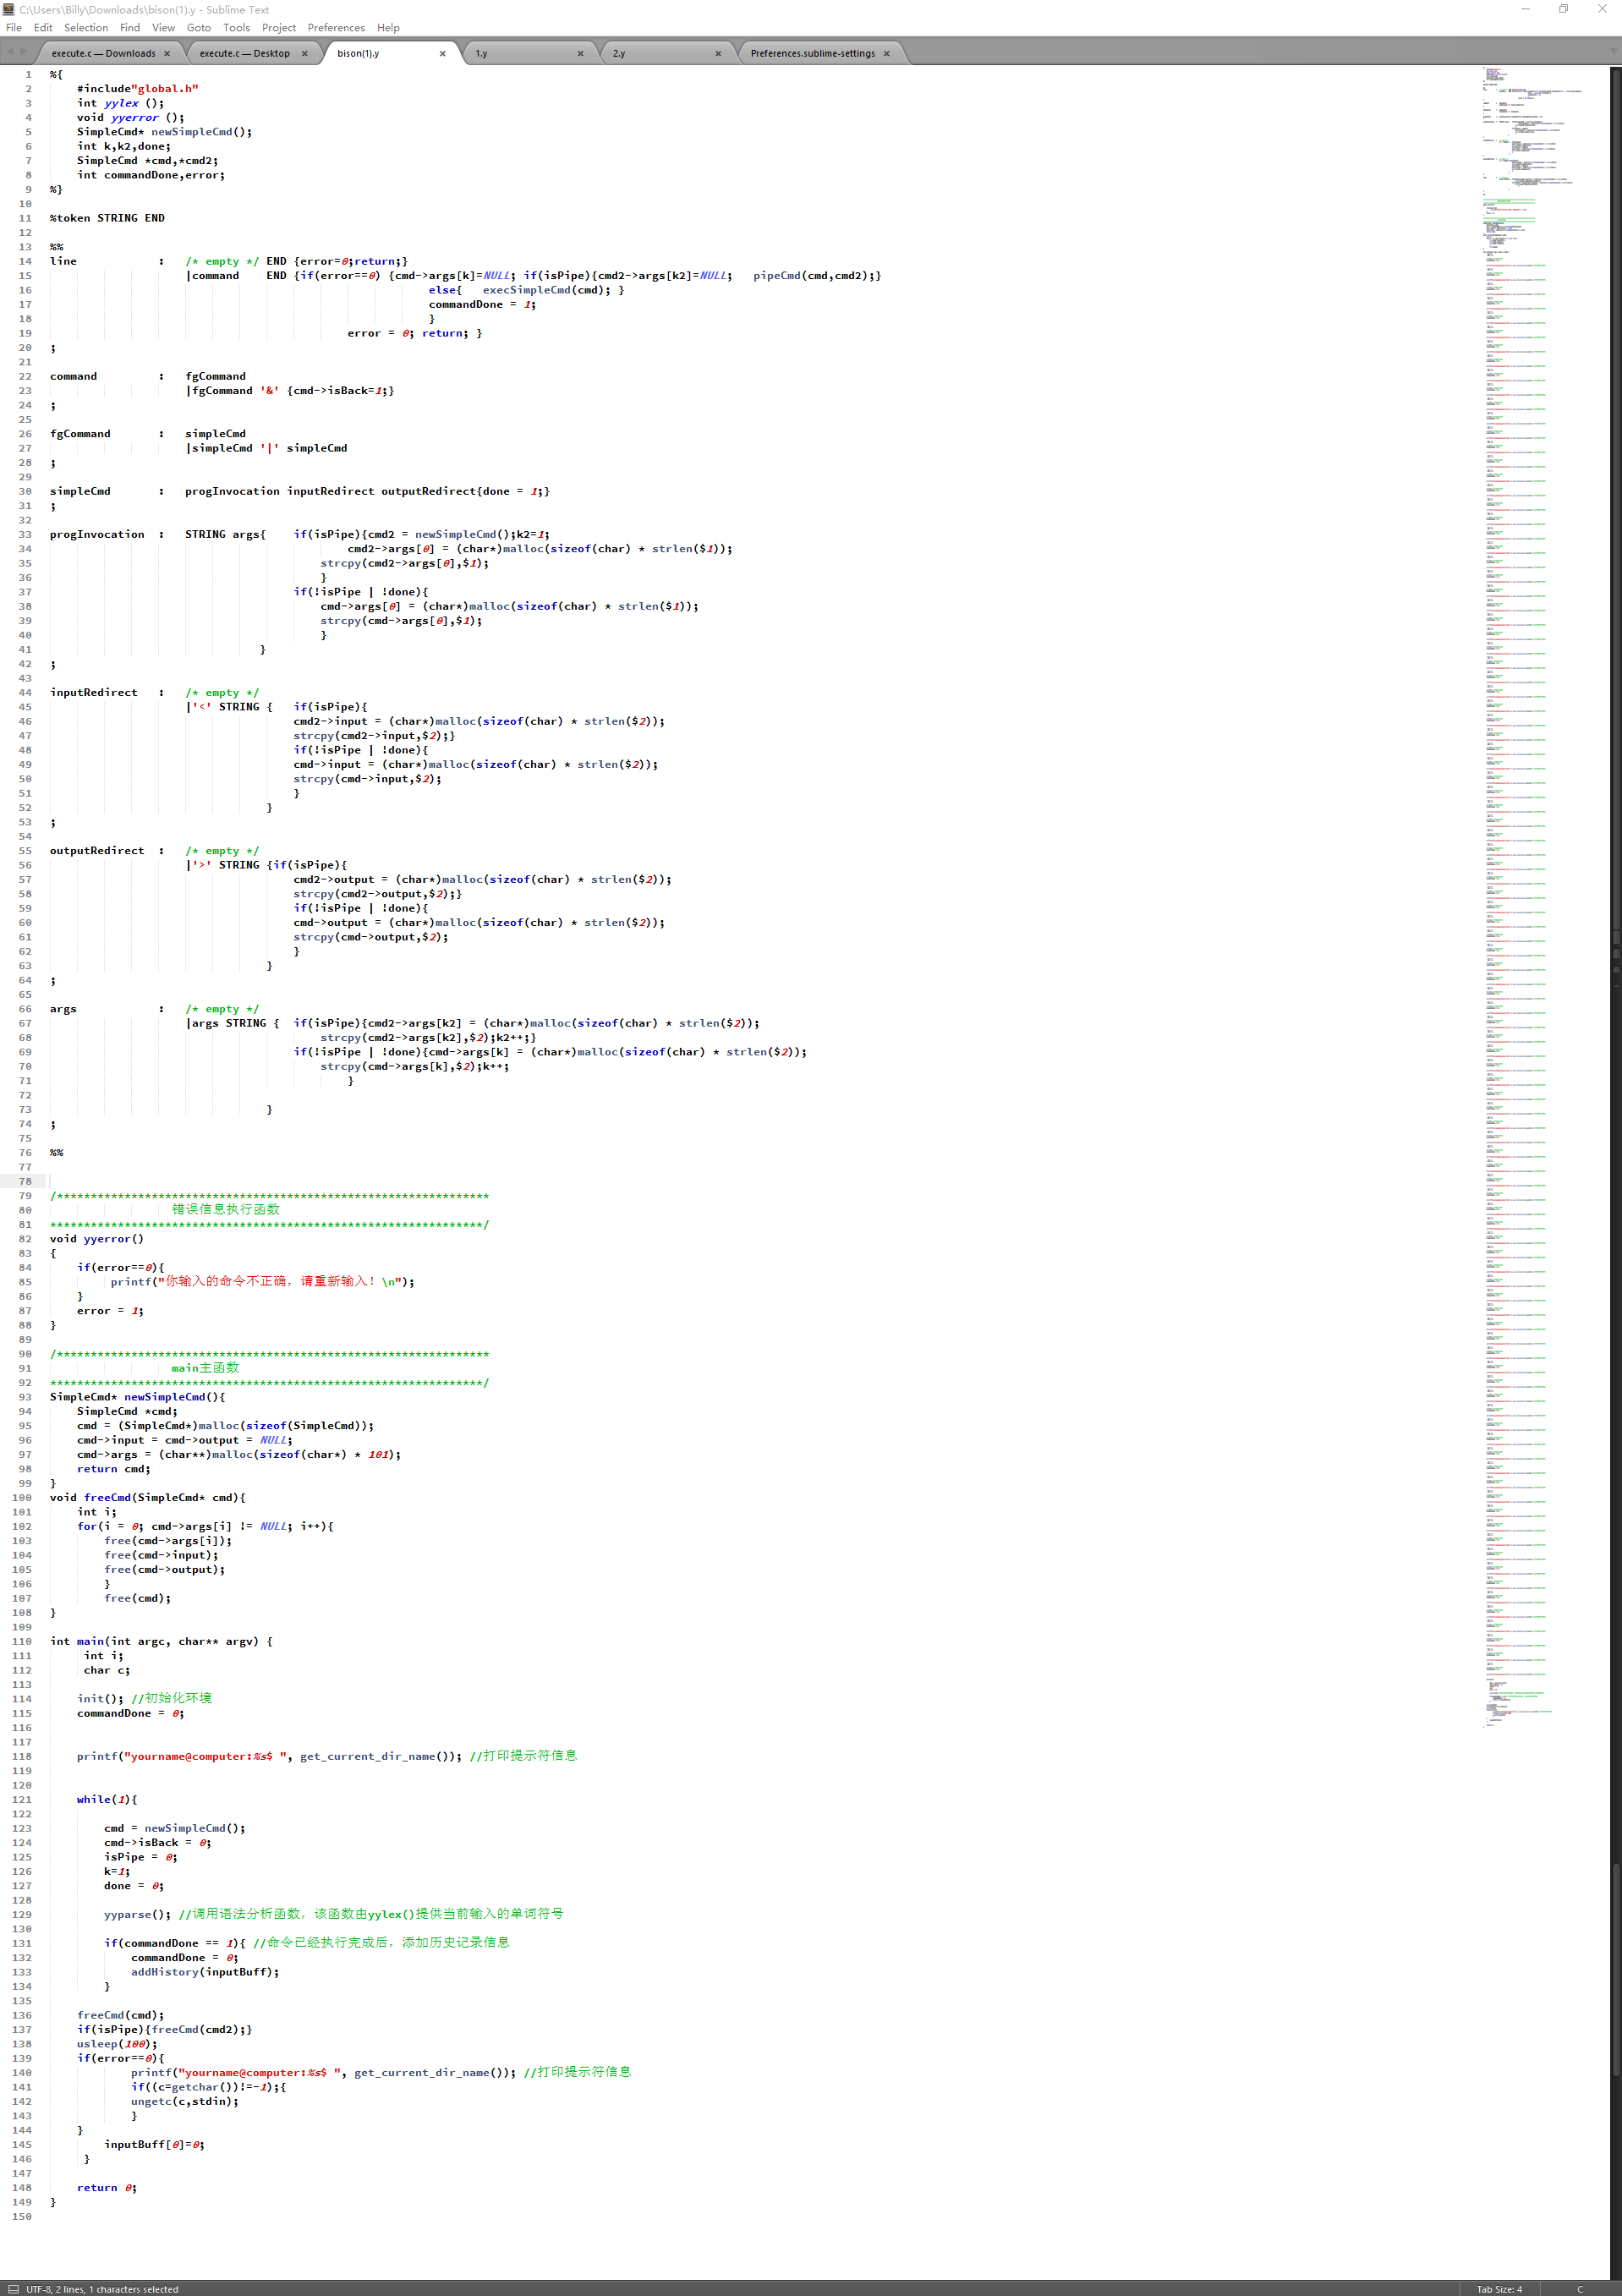 C:\Users\Billy\Downloads\bison(1).y - Sublime Text
File Edit Selection Find View Goto Tools Project Preferences Help
execute.c — Downloads × execute.c — Desktop × bison(1).y × 1.y × 2.y × Preferences.sublime-settings ×
1 %{
2 #include"global.h"
3 int yylex ();
4 void yyerror ();
5 SimpleCmd* newSimpleCmd();
6 int k,k2,done;
7 SimpleCmd *cmd,*cmd2;
8 int commandDone,error;
9 %}
10
11 %token STRING END
12
13 %%
14 line : /* empty */ END {error=0;return;}
15 |command END {if(error==0) {cmd->args[k]=NULL; if(isPipe){cmd2->args[k2]=NULL; pipeCmd(cmd,cmd2);}
16 else{ execSimpleCmd(cmd); }
17 commandDone = 1;
18 }
19 error = 0; return; }
20 ;
21
22 command : fgCommand
23 |fgCommand '&' {cmd->isBack=1;}
24 ;
25
26 fgCommand : simpleCmd
27 |simpleCmd '|' simpleCmd
28 ;
29
30 simpleCmd : progInvocation inputRedirect outputRedirect{done = 1;}
31 ;
32
33 progInvocation : STRING args{ if(isPipe){cmd2 = newSimpleCmd();k2=1;
34 cmd2->args[0] = (char*)malloc(sizeof(char) * strlen($1));
35 strcpy(cmd2->args[0],$1);
36 }
37 if(!isPipe | !done){
38 cmd->args[0] = (char*)malloc(sizeof(char) * strlen($1));
39 strcpy(cmd->args[0],$1);
40 }
41 }
42 ;
43
44 inputRedirect : /* empty */
45 |'<' STRING { if(isPipe){
46 cmd2->input = (char*)malloc(sizeof(char) * strlen($2));
47 strcpy(cmd2->input,$2);}
48 if(!isPipe | !done){
49 cmd->input = (char*)malloc(sizeof(char) * strlen($2));
50 strcpy(cmd->input,$2);
51 }
52 }
53 ;
54
55 outputRedirect : /* empty */
56 |'>' STRING {if(isPipe){
57 cmd2->output = (char*)malloc(sizeof(char) * strlen($2));
58 strcpy(cmd2->output,$2);}
59 if(!isPipe | !done){
60 cmd->output = (char*)malloc(sizeof(char) * strlen($2));
61 strcpy(cmd->output,$2);
62 }
63 }
64 ;
65
66 args : /* empty */
67 |args STRING { if(isPipe){cmd2->args[k2] = (char*)malloc(sizeof(char) * strlen($2));
68 strcpy(cmd2->args[k2],$2);k2++;}
69 if(!isPipe | !done){cmd->args[k] = (char*)malloc(sizeof(char) * strlen($2));
70 strcpy(cmd->args[k],$2);k++;
71 }
72
73 }
74 ;
75
76 %%
77
78
79 /****************************************************************
80 错误信息执行函数
81 ****************************************************************/
82 void yyerror()
83 {
84 if(error==0){
85 printf("你输入的命令不正确，请重新输入！\n");
86 }
87 error = 1;
88 }
89
90 /****************************************************************
91 main主函数
92 ****************************************************************/
93 SimpleCmd* newSimpleCmd(){
94 SimpleCmd *cmd;
95 cmd = (SimpleCmd*)malloc(sizeof(SimpleCmd));
96 cmd->input = cmd->output = NULL;
97 cmd->args = (char**)malloc(sizeof(char*) * 101);
98 return cmd;
99 }
100 void freeCmd(SimpleCmd* cmd){
101 int i;
102 for(i = 0; cmd->args[i] != NULL; i++){
103 free(cmd->args[i]);
104 free(cmd->input);
105 free(cmd->output);
106 }
107 free(cmd);
108 }
109
110 int main(int argc, char** argv) {
111 int i;
112 char c;
113
114 init(); //初始化环境
115 commandDone = 0;
116
117
118 printf("yourname@computer:%s$ ", get_current_dir_name()); //打印提示符信息
119
120
121 while(1){
122
123 cmd = newSimpleCmd();
124 cmd->isBack = 0;
125 isPipe = 0;
126 k=1;
127 done = 0;
128
129 yyparse(); //调用语法分析函数，该函数由yylex()提供当前输入的单词符号
130
131 if(commandDone == 1){ //命令已经执行完成后，添加历史记录信息
132 commandDone = 0;
133 addHistory(inputBuff);
134 }
135
136 freeCmd(cmd);
137 if(isPipe){freeCmd(cmd2);}
138 usleep(100);
139 if(error==0){
140 printf("yourname@computer:%s$ ", get_current_dir_name()); //打印提示符信息
141 if((c=getchar())!=-1);{
142 ungetc(c,stdin);
143 }
144 }
145 inputBuff[0]=0;
146 }
147
148 return 0;
149 }
150
UTF-8, 2 lines, 1 characters selected Tab Size: 4 C